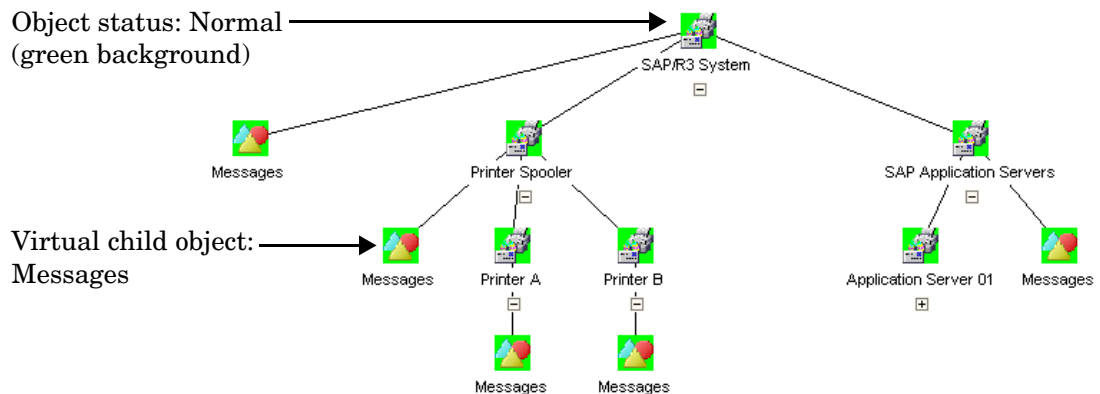 Object status: Normal
(green background)
SAP/R3 System
Messages
Printer Spooler
SAP Application Servers
Virtual child object:
Messages
Messages
Printer A
Printer B
Application Server 01
Messages
Messages
Messages